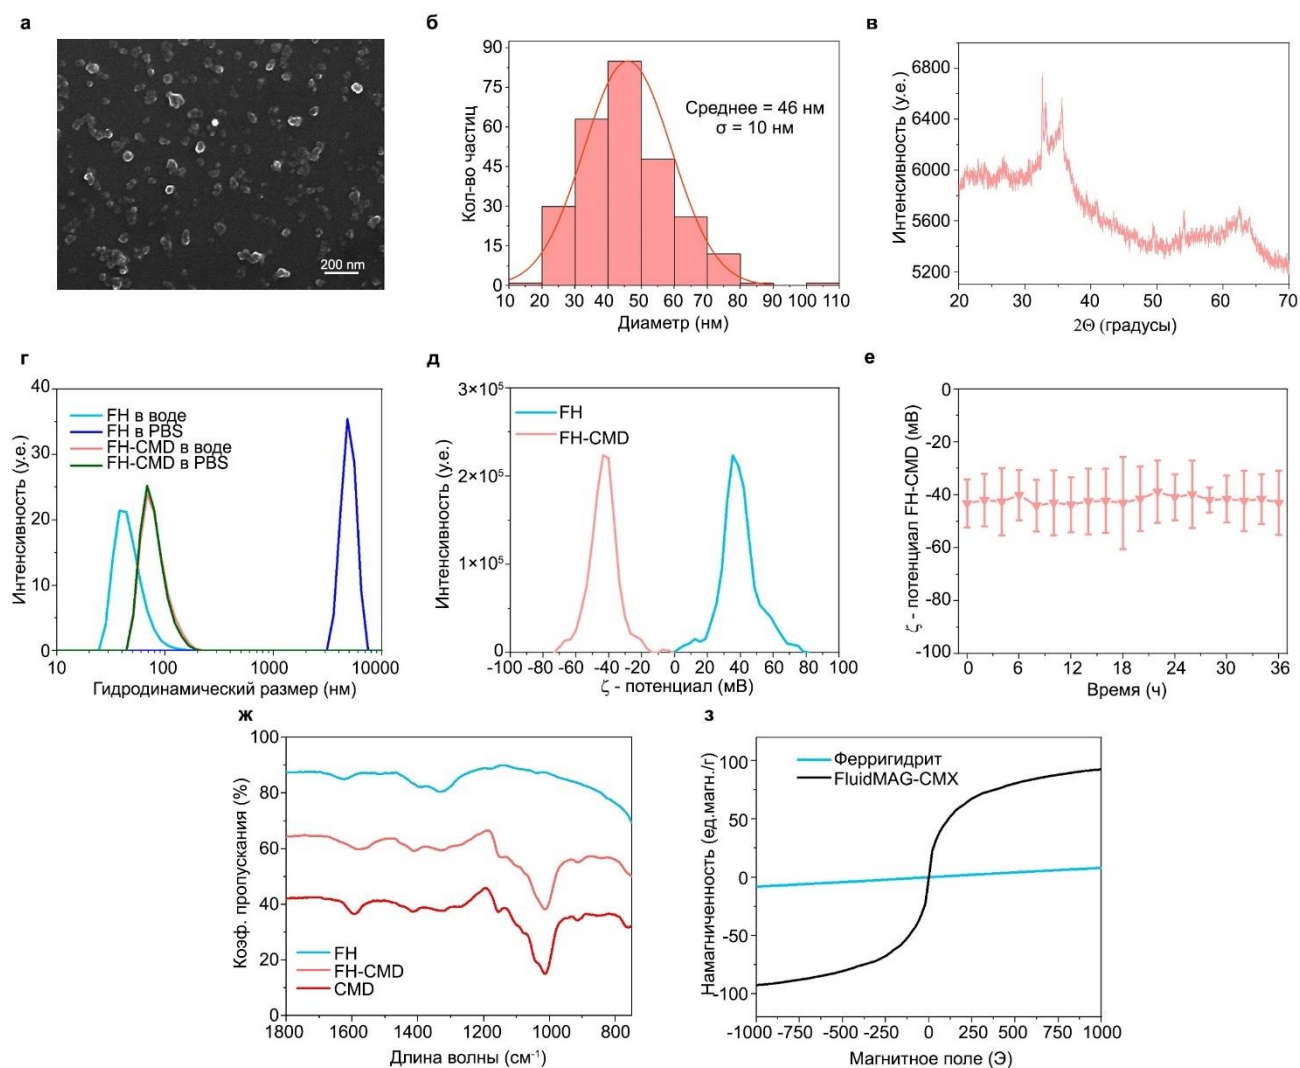 а
200 nm
б
90
75
60
45
30
15
0
Кол-во частиц
Среднее = 46 нм
σ = 10 нм
10 20 30 40 50 60 70 80 90 100 110
Диаметр (нм)
в
6800
6400
6000
5600
5200
Интенсивность (у.е.)
20 30 40 50 60 70
2Θ (градусы)
г
40
30
20
10
0
Интенсивность (у.е.)
FH в воде
FH в PBS
FH-CMD в воде
FH-CMD в PBS
10 100 1000 10000
Гидродинамический размер (нм)
д
3×10⁵
2×10⁵
1×10⁵
0
Интенсивность (у.е.)
FH
FH-CMD
-100 -80 -60 -40 -20 0 20 40 60 80 100
ζ - потенциал (мВ)
е
0
-20
-40
-60
-80
-100
ζ - потенциал FH-CMD (мВ)
0 6 12 18 24 30 36
Время (ч)
ж
100
80
60
40
20
0
Коэф. пропускания (%)
FH
FH-CMD
CMD
1800 1600 1400 1200 1000 800
Длина волны (см⁻¹)
з
100
50
0
-50
-100
Намагниченность (ед.магн./г)
Ферригидрит
FluidMAG-CMX
-1000 -750 -500 -250 0 250 500 750 1000
Магнитное поле (Э)